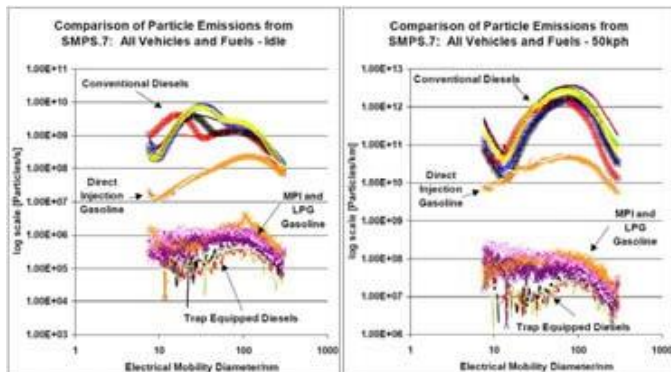 Comparison of Particle Emissions from
SMPS.7: All Vehicles and Fuels - Idle
1.00E+11
1.00E+10
1.00E+09
1.00E+08
1.00E+07
1.00E+06
1.00E+05
1.00E+04
1.00E+03
log scale [Particles/s]
Conventional Diesels
Direct
Injection
Gasoline
MPI and
LPG
Gasoline
Trap Equipped Diesels
1
10
100
1000
Electrical Mobility Diameter/nm
Comparison of Particle Emissions from
SMPS.7: All Vehicles and Fuels - 50kph
1.00E+13
1.00E+12
1.00E+11
1.00E+10
1.00E+09
1.00E+08
1.00E+07
1.00E+06
log scale [Particles/km]
Conventional Diesels
Direct
Injection
Gasoline
MPI and
LPG
Gasoline
Trap Equipped Diesels
1
10
100
1000
Electrical Mobility Diameter/nm